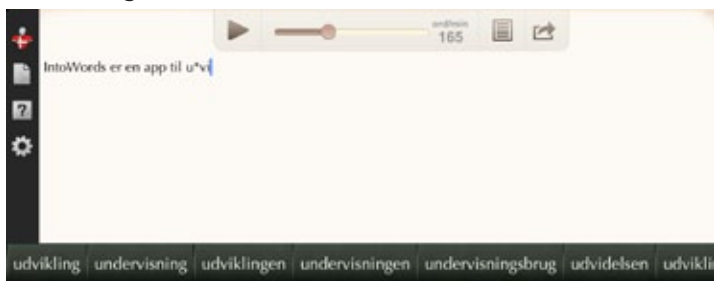 ord/min
165
?
IntoWords er en app til u*vi
udvikling undervisning udviklingen undervisningen undervisningsbrug udvidelsen udvikli